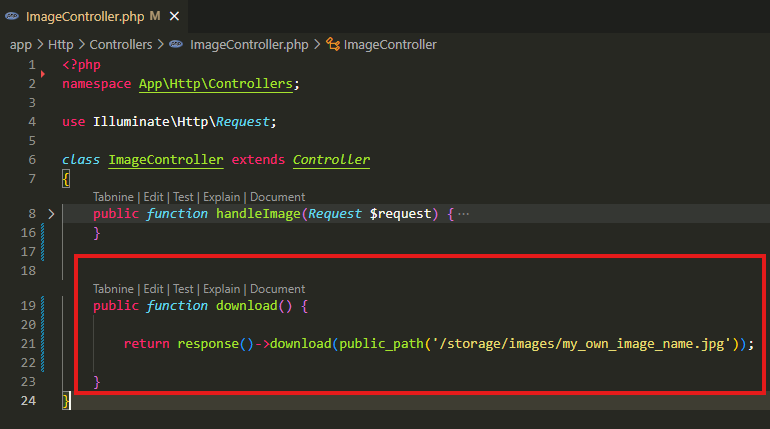 ImageController.php M ×
app > Http > Controllers > ImageController.php > ImageController
1 <?php
2 namespace App\Http\Controllers;
3
4 use Illuminate\Http\Request;
5
6 class ImageController extends Controller
7 {
Tabnine | Edit | Test | Explain | Document
8 > public function handleImage(Request $request) { ···
16 }
17
18
Tabnine | Edit | Test | Explain | Document
19 public function download() {
20
21 return response()->download(public_path('/storage/images/my_own_image_name.jpg'));
22
23 }
24 }